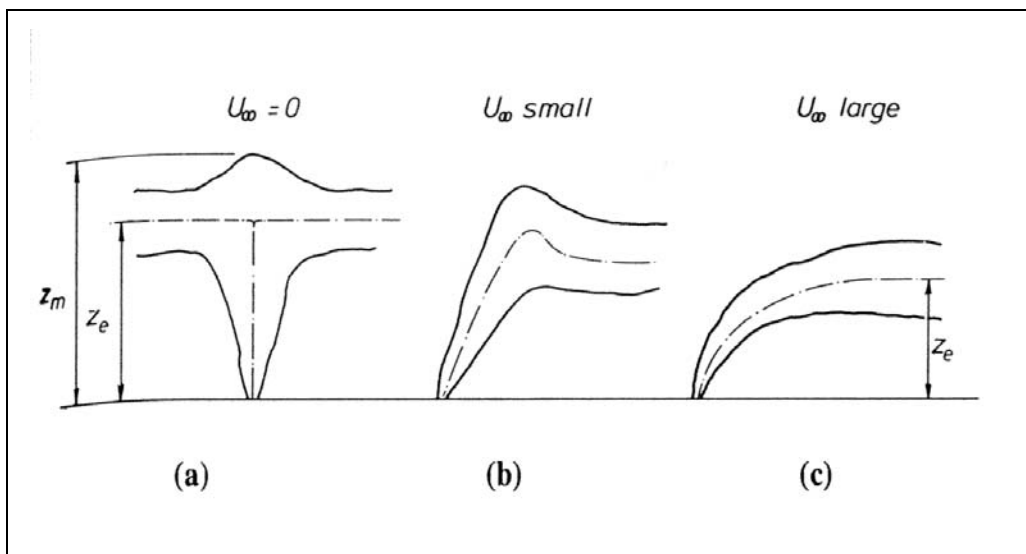 U∞ = 0
U∞ small
U∞ large
zm
ze
ze
(a)
(b)
(c)